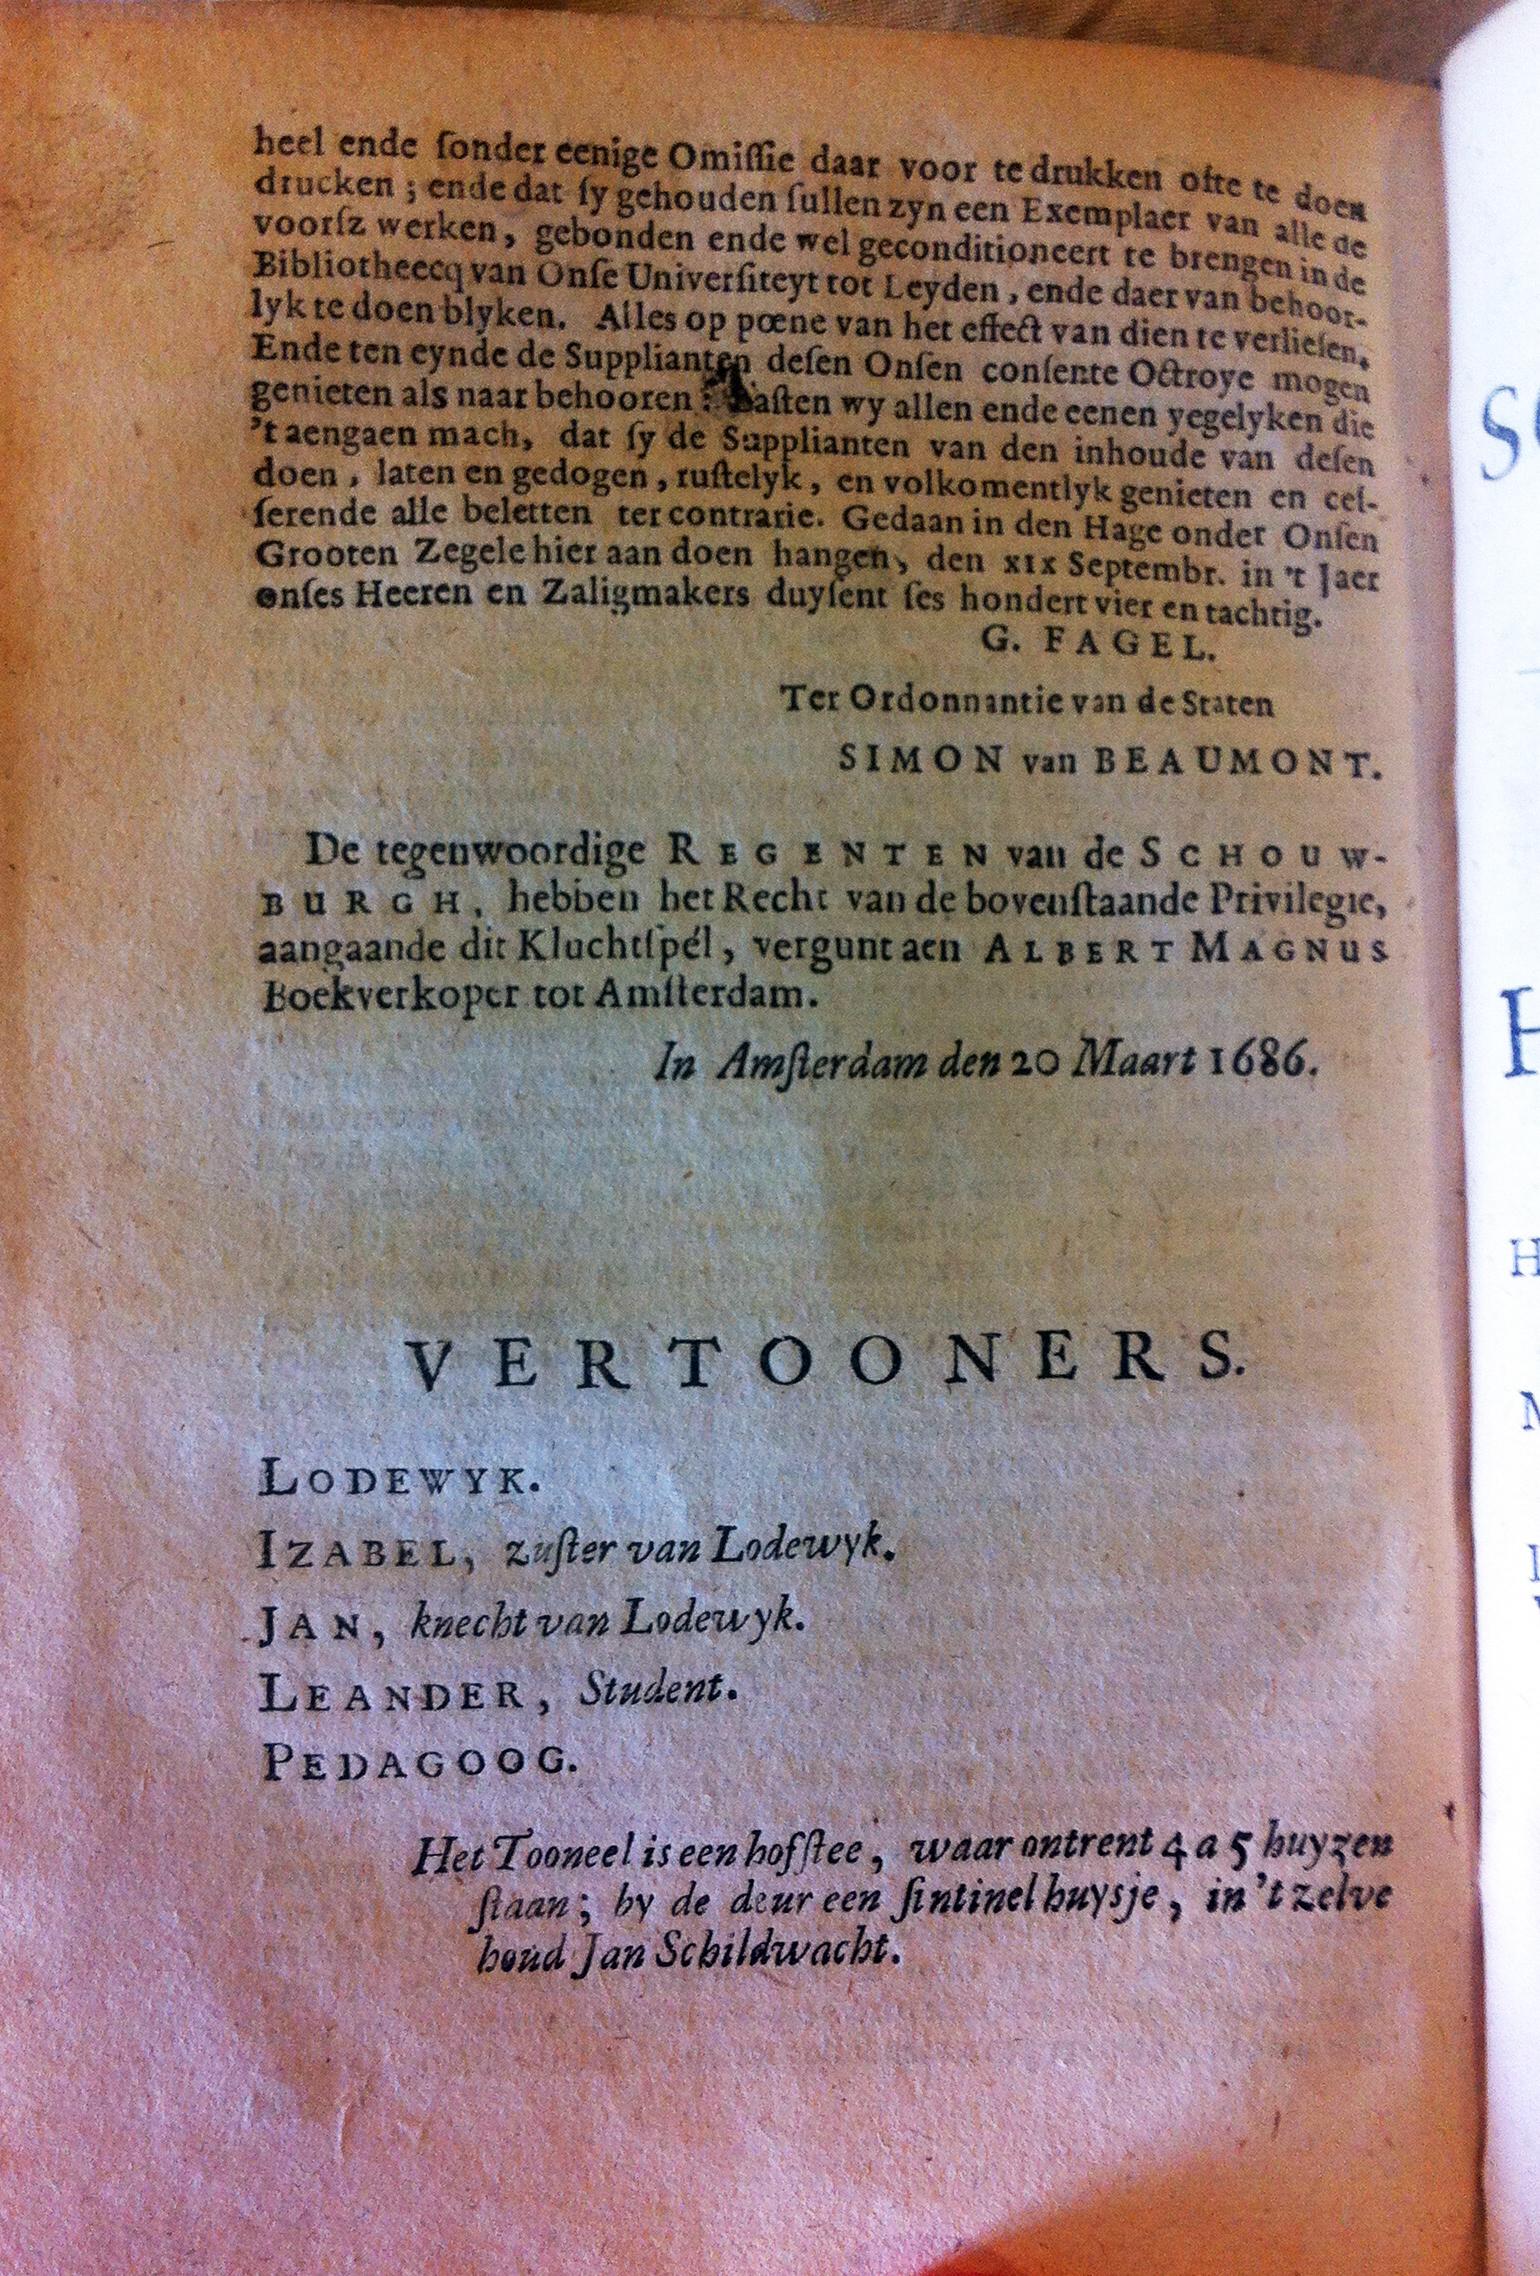 heel ende ſonder eenige Omiſſie daar voor te drukken ofte te doen
drucken ; ende dat ſy gehouden ſullen zyn een Exemplaer van alle de
voorſz werken, gebonden ende wel geconditioneert te brengen in de
Bibliotheecq van Onſe Univerſiteyt tot Leyden, ende daer van behoor-
lyk te doen blyken. Alles op pœne van het effect van dien te verlieſen.
Ende ten eynde de Supplianten deſen Onſen conſente Octroye mogen
genieten als naar behooren : Laſten wy allen ende eenen yegelyken die
't aengaen mach, dat ſy de Supplianten van den inhoude van deſen
doen, laten en gedogen, ruſtelyk, en volkomentlyk genieten en ceſ-
ſerende alle beletten ter contrarie. Gedaan in den Hage onder Onſen
Grooten Zegele hier aan doen hangen, den XIX Septembr. in 't Jaer
onſes Heeren en Zaligmakers duyſent ſes hondert vier en tachtig.
G. FAGEL.
Ter Ordonnantie van de Staten
SIMON van BEAUMONT.
De tegenwoordige REGENTEN van de SCHOUW-
BURGH, hebben het Recht van de bovenſtaande Privilegie,
aangaande dit Kluchtſpél, vergunt aen ALBERT MAGNUS
Boekverkoper tot Amſterdam.
In Amſterdam den 20 Maart 1686.
VERTOONERS.
LODEWYK.
IZABEL, zuſter van Lodewyk.
JAN, knecht van Lodewyk.
LEANDER, Student.
PEDAGOOG.
Het Tooneel is een hofſtee, waar ontrent 4 a 5 huyzen
ſtaan; by de deur een ſintinel huysje, in 't zelve
houd Jan Schildwacht.